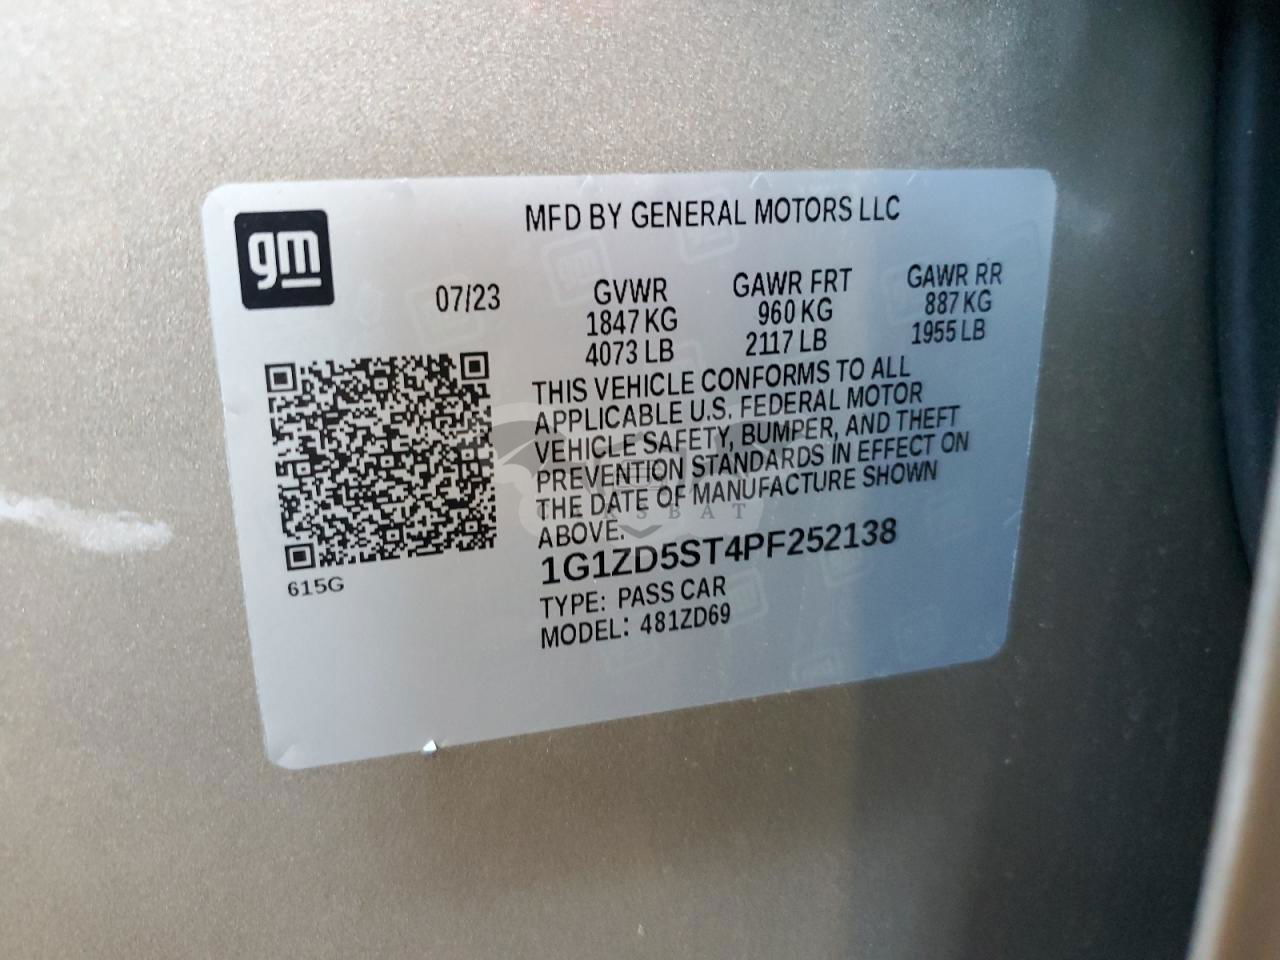 gm
MFD BY GENERAL MOTORS LLC
07/23 GVWR GAWR FRT GAWR RR
1847 KG 960 KG 887 KG
4073 LB 2117 LB 1955 LB
THIS VEHICLE CONFORMS TO ALL
APPLICABLE U.S. FEDERAL MOTOR
VEHICLE SAFETY, BUMPER, AND THEFT
PREVENTION STANDARDS IN EFFECT ON
THE DATE OF MANUFACTURE SHOWN
ABOVE.
1G1ZD5ST4PF252138
615G
TYPE: PASS CAR
MODEL: 481ZD69